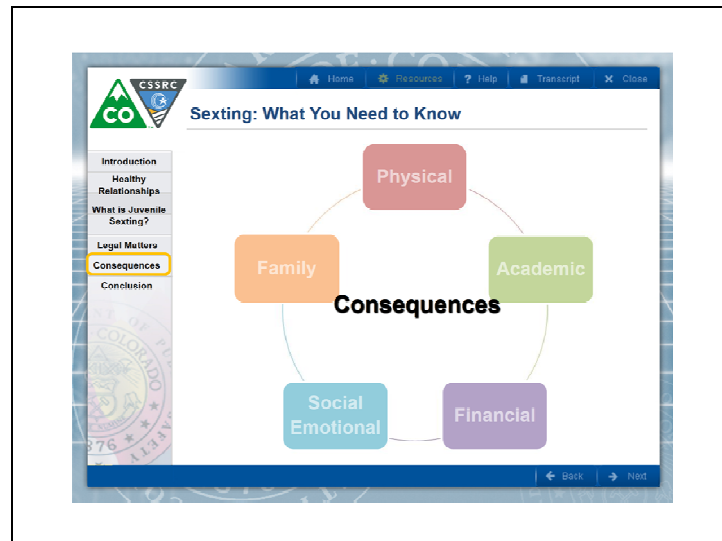 CSSRC
CO
Home
Resources
? Help
Transcript
Close
Sexting: What You Need to Know
Introduction
Healthy
Relationships
What is Juvenile
Sexting?
Legal Matters
Consequences
Conclusion
Physical
Family
Academic
Consequences
Social
Emotional
Financial
COLORADO
SAFETY
876
Back
Next